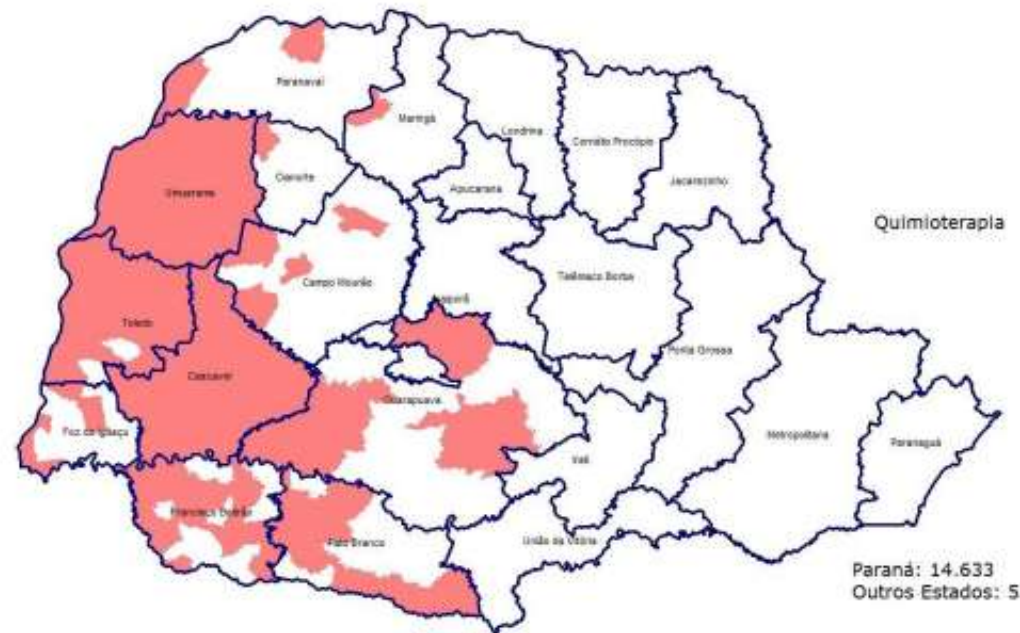 Paranavaí
Maringá
Londrina
Cornélio Procópio
Cianorte
Umuarama
Apucarana
Jacarezinho
Quimioterapia
Campo Mourão
Telêmaco Borba
Ivaiporã
Toledo
Ponta Grossa
Cascavel
Guarapuava
Foz do Iguaçu
Metropolitana
Paranaguá
Irati
Francisco Beltrão
Pato Branco
União da Vitória
Paraná: 14.633
Outros Estados: 5